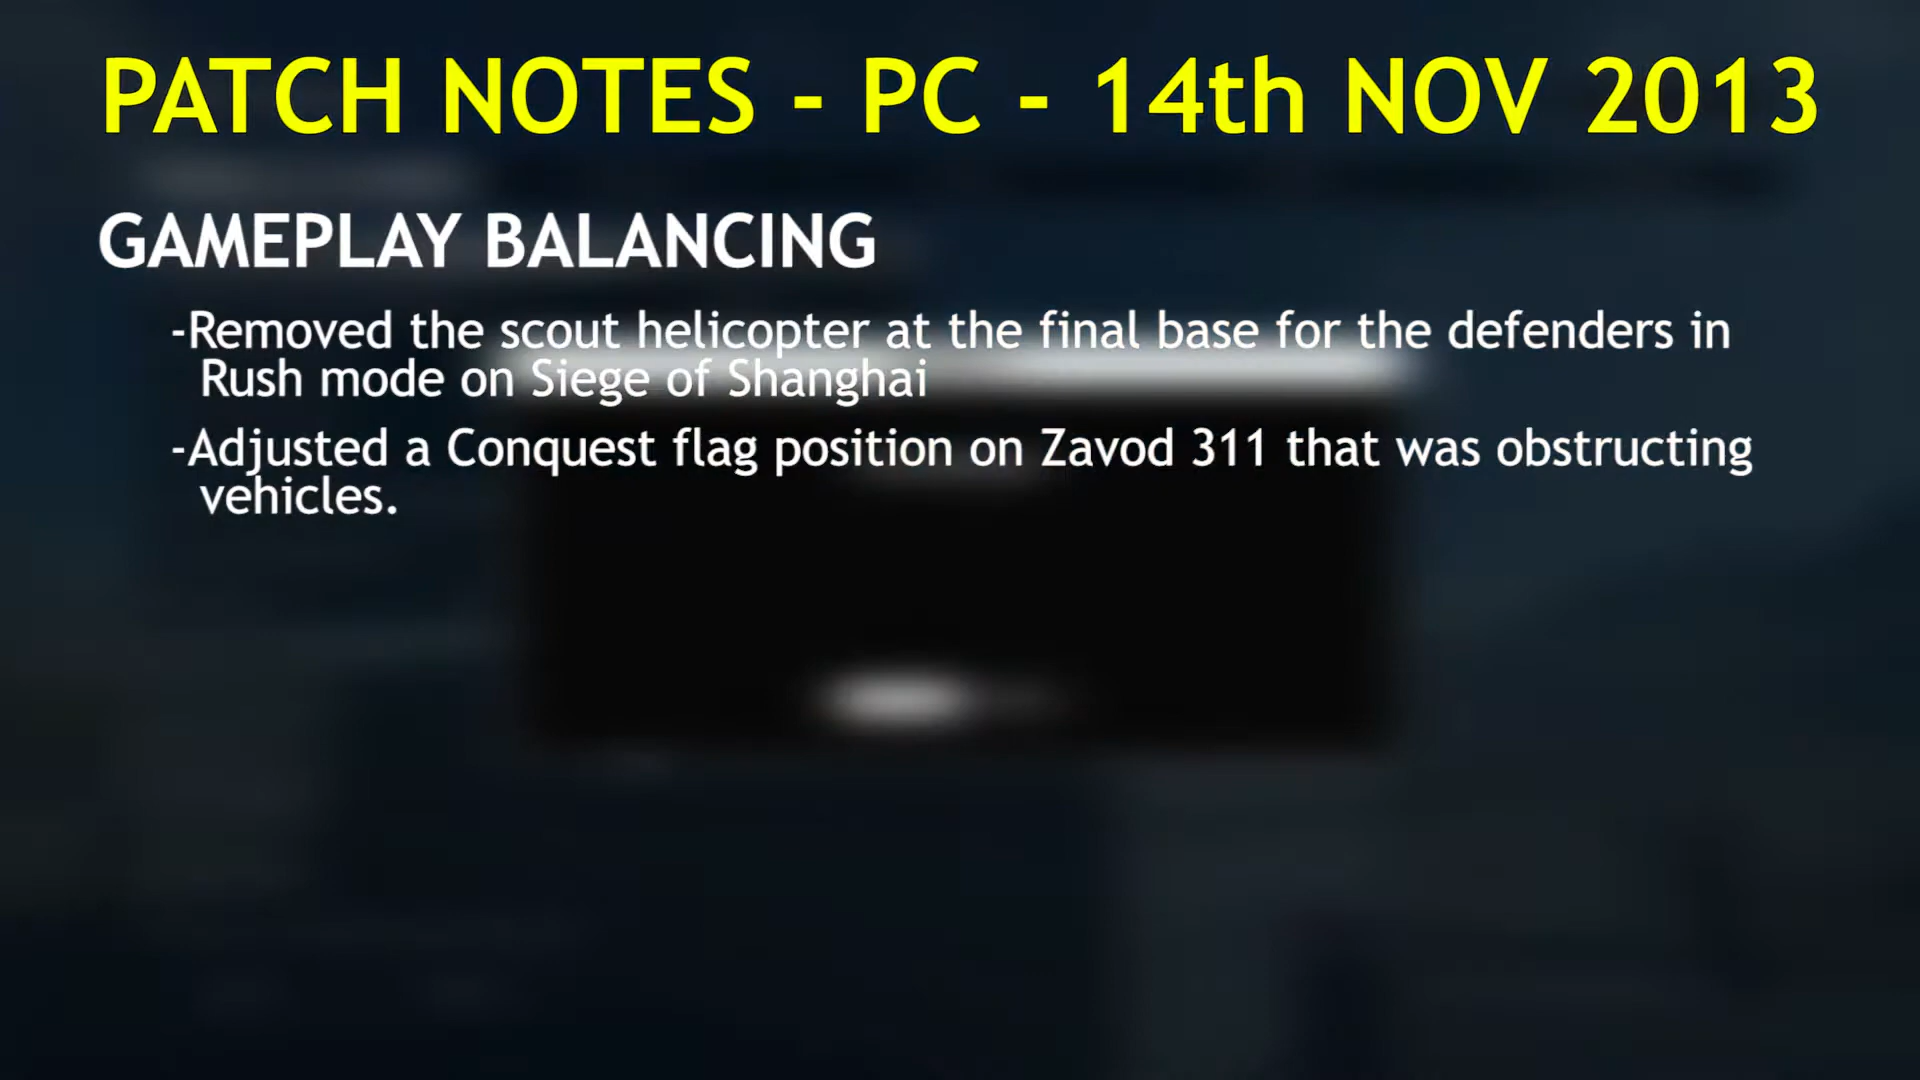 PATCH NOTES - PC - 14th NOV 2013
GAMEPLAY BALANCING
-Removed the scout helicopter at the final base for the defenders in
Rush mode on Siege of Shanghai
-Adjusted a Conquest flag position on Zavod 311 that was obstructing
vehicles.